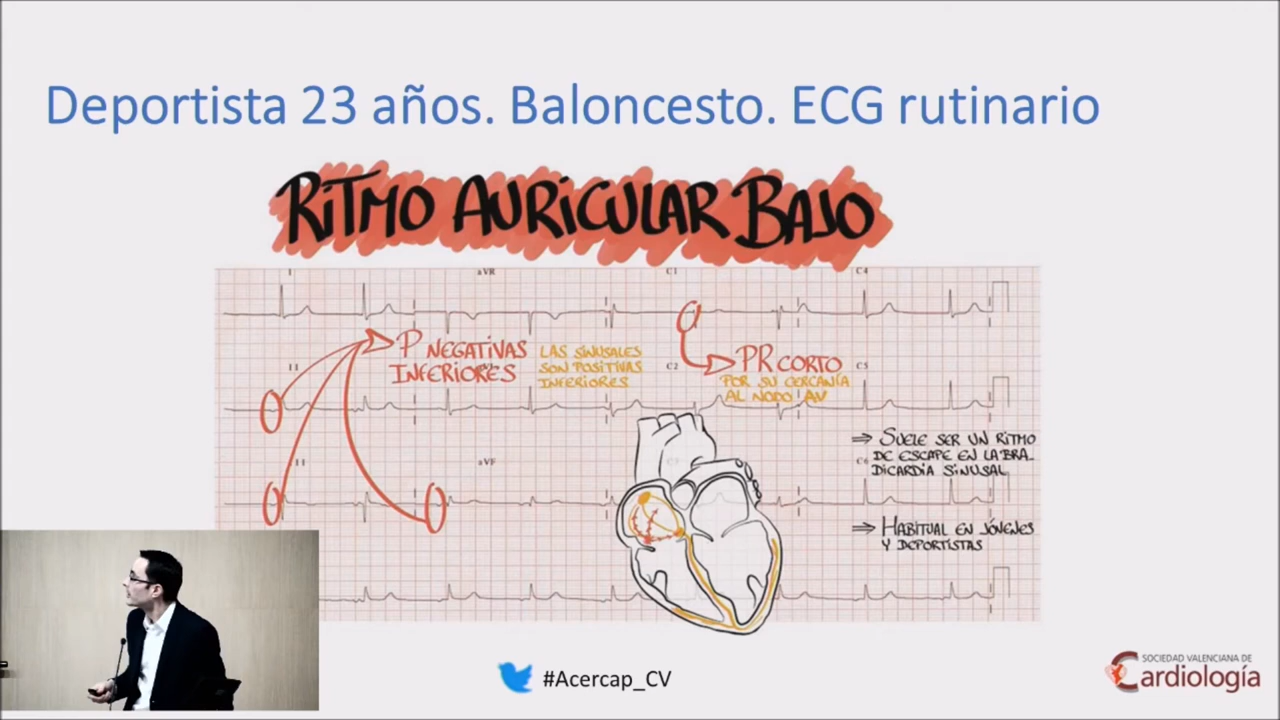 Deportista 23 años. Baloncesto. ECG rutinario
RITMO AURICULAR BAJO
I aVR C1 C4
P NEGATIVAS
INFERIORES
LAS SINUSALES
SON POSITIVAS
INFERIORES
PR CORTO
POR SU CERCANÍA
AL NODO AV
II C2 C5
⇒ SUELE SER UN RITMO
DE ESCAPE EN LA BRA-
DICARDIA SINUSAL
aVF
⇒ HABITUAL EN JÓVENES
Y DEPORTISTAS
#Acercap_CV
SOCIEDAD VALENCIANA DE
Cardiología